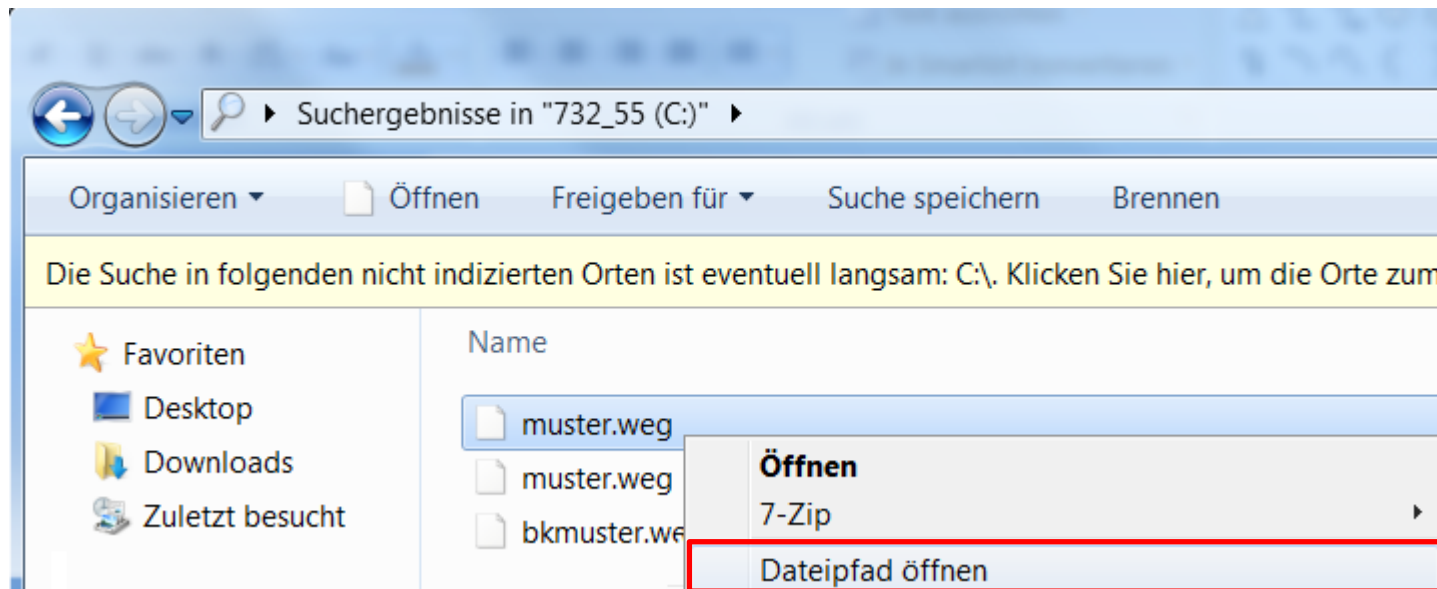 Suchergebnisse in "732_55 (C:)"
Organisieren Öffnen Freigeben für Suche speichern Brennen
Die Suche in folgenden nicht indizierten Orten ist eventuell langsam: C:\. Klicken Sie hier, um die Orte zum
Name
Favoriten
Desktop
Downloads
Zuletzt besucht
muster.weg
muster.weg
bkmuster.we
Öffnen
7-Zip
Dateipfad öffnen